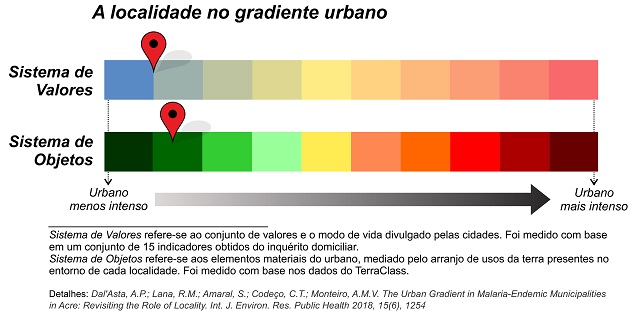 A localidade no gradiente urbano
Sistema de
Valores
Sistema de
Objetos
Urbano
menos intenso
Urbano
mais intenso
Sistema de Valores refere-se ao conjunto de valores e o modo de vida divulgado pelas cidades. Foi medido com base
em um conjunto de 15 indicadores obtidos do inquérito domiciliar.
Sistema de Objetos refere-se aos elementos materiais do urbano, mediado pelo arranjo de usos da terra presentes no
entorno de cada localidade. Foi medido com base nos dados do TerraClass.
Detalhes: Dal'Asta, A.P.; Lana, R.M.; Amaral, S.; Codeço, C.T.; Monteiro, A.M.V. The Urban Gradient in Malaria-Endemic Municipalities
in Acre: Revisiting the Role of Locality. Int. J. Environ. Res. Public Health 2018, 15(6), 1254